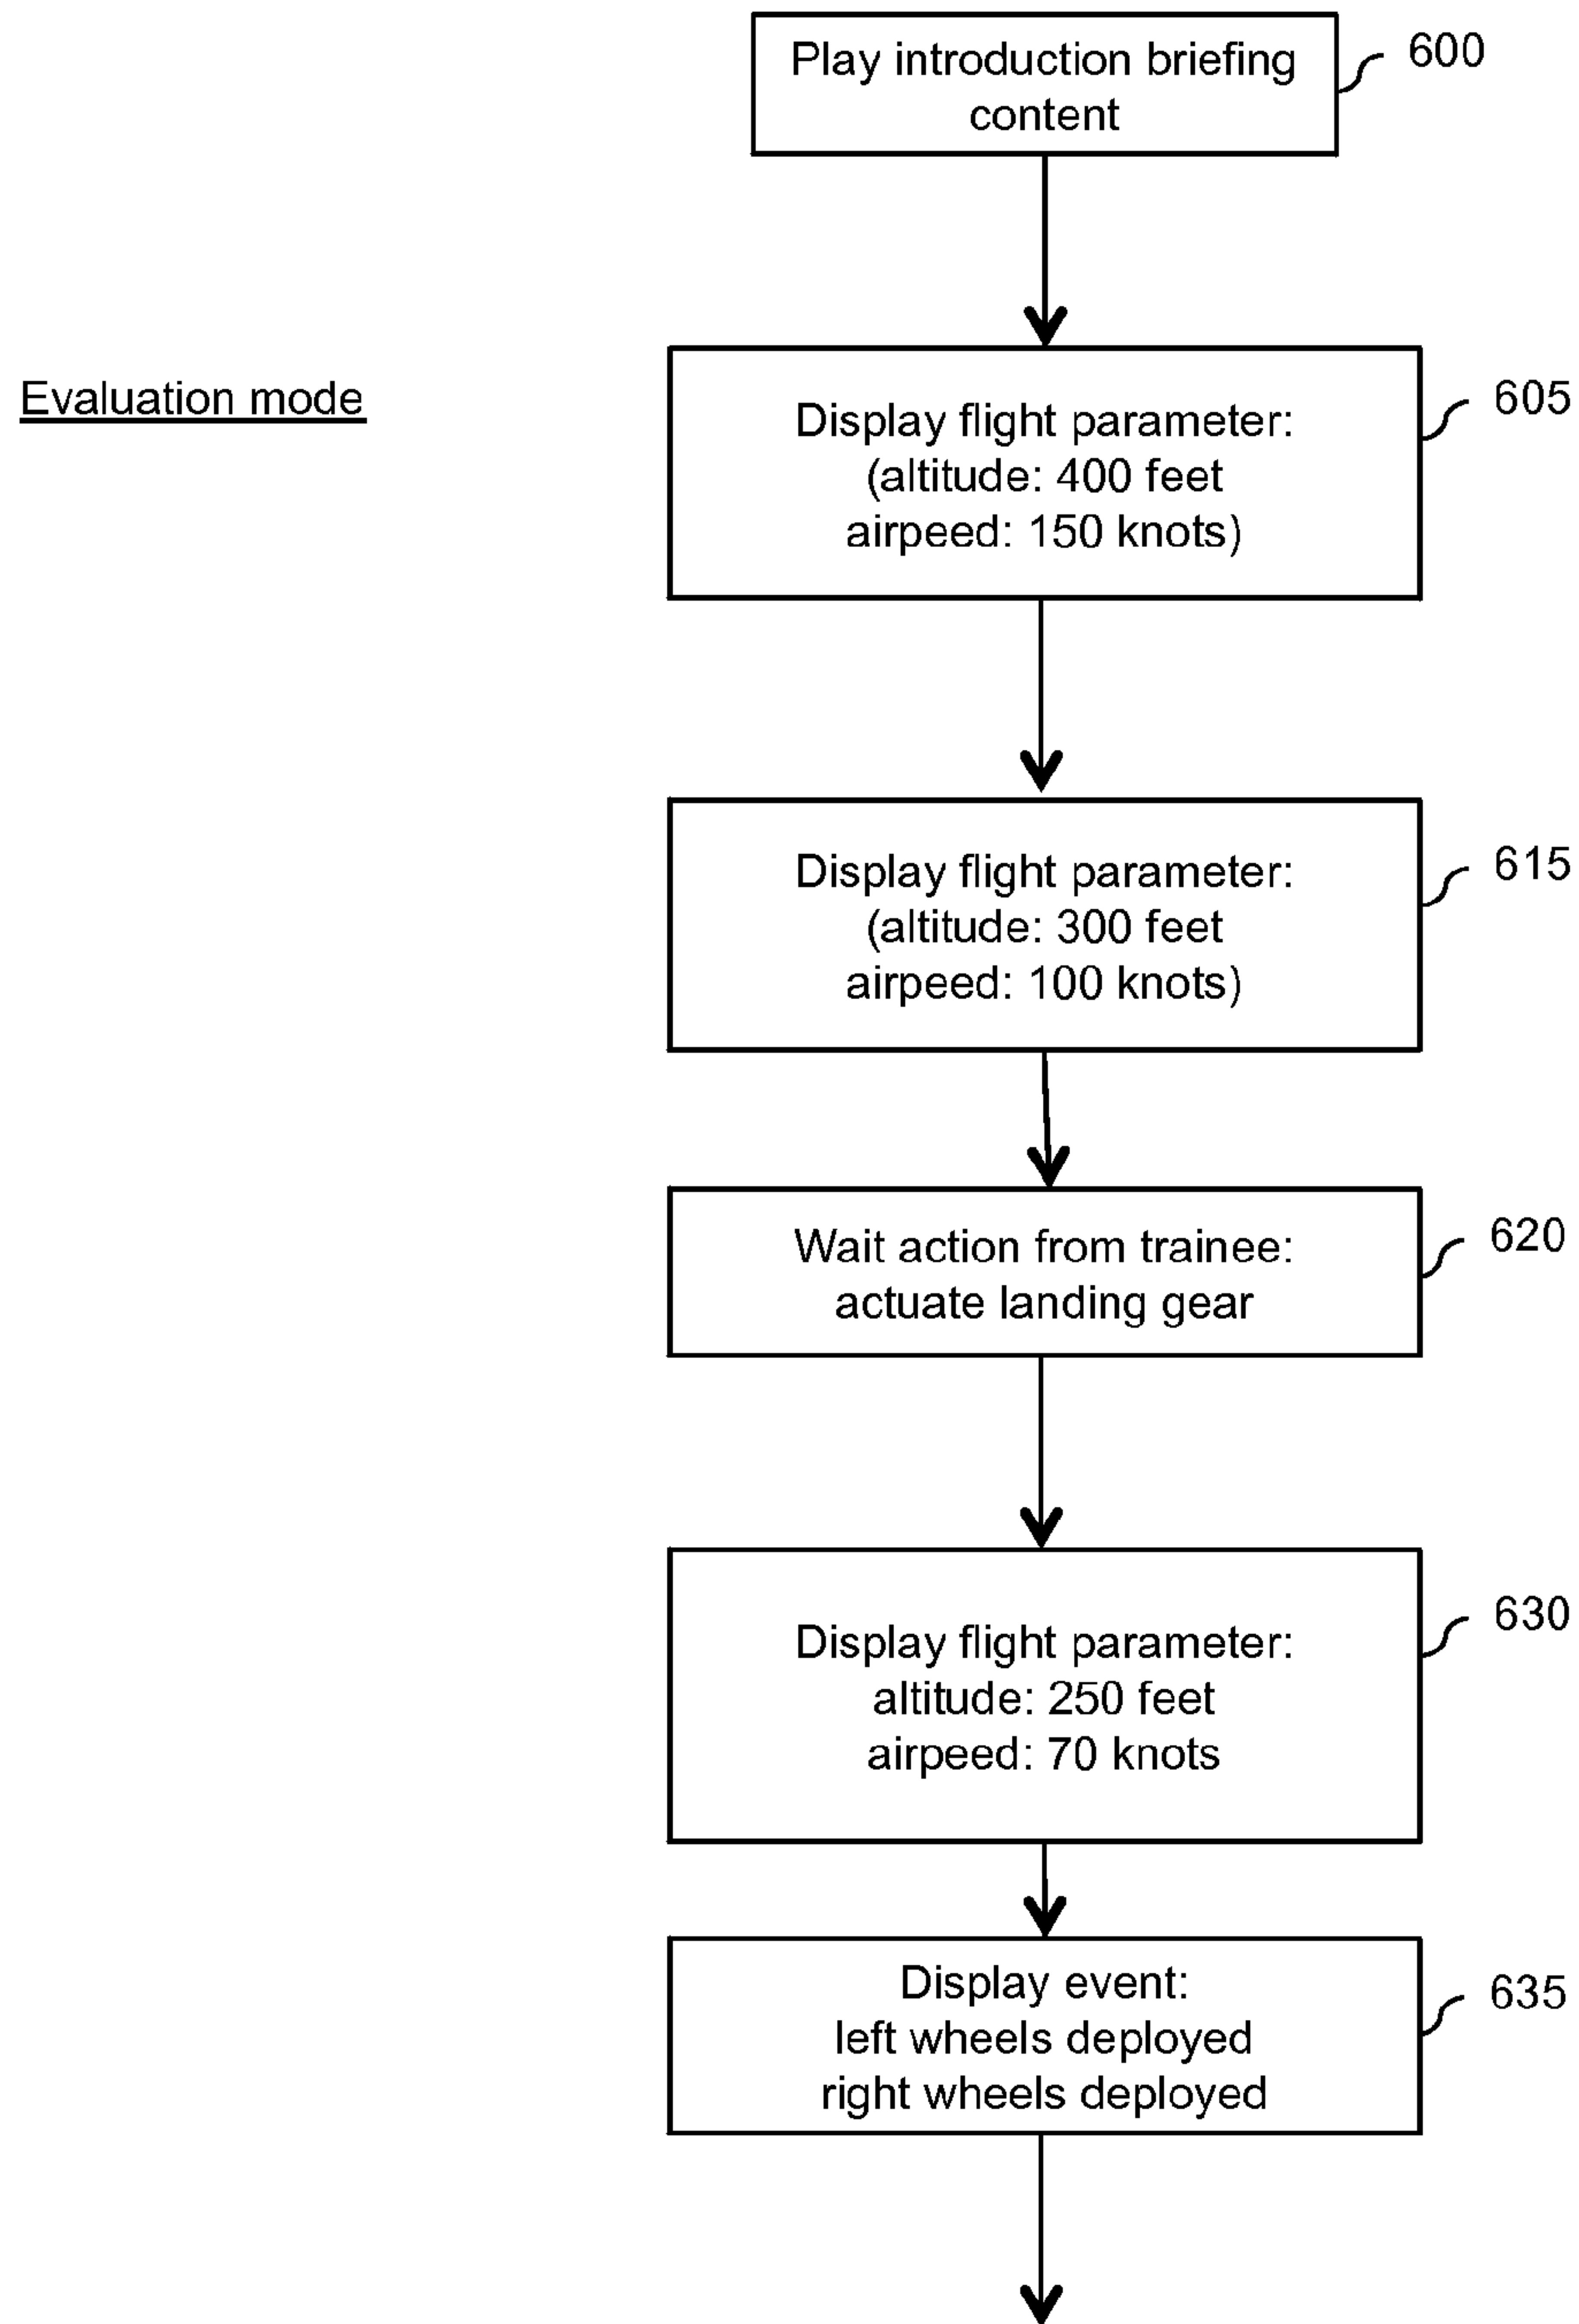 Play introduction briefing
content
600
Evaluation mode
Display flight parameter:
(altitude: 400 feet
airpeed: 150 knots)
605
Display flight parameter:
(altitude: 300 feet
airpeed: 100 knots)
615
Wait action from trainee:
actuate landing gear
620
Display flight parameter:
altitude: 250 feet
airpeed: 70 knots
630
Display event:
left wheels deployed
right wheels deployed
635